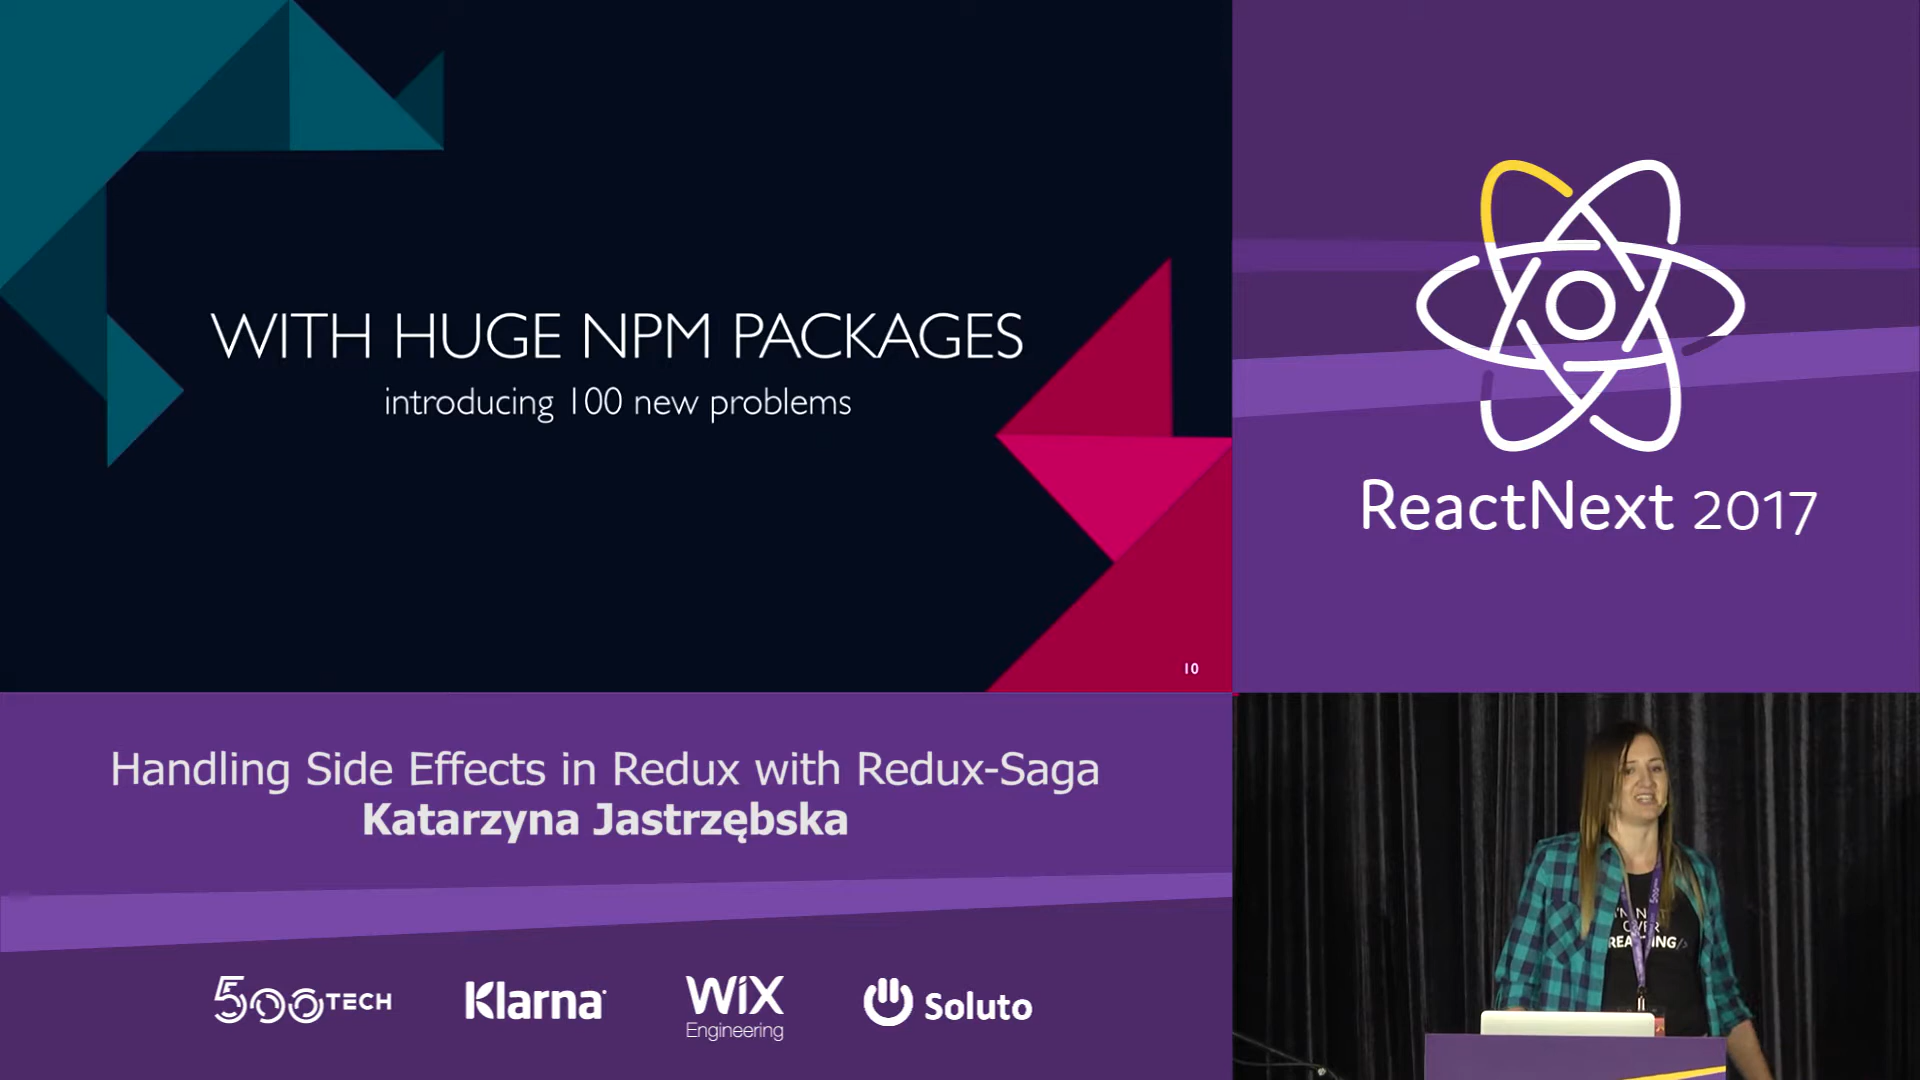 WITH HUGE NPM PACKAGES
introducing 100 new problems
10
ReactNext 2017
Handling Side Effects in Redux with Redux-Saga
Katarzyna Jastrzębska
500TECH
Klarna
WiX
Engineering
Soluto
OVER